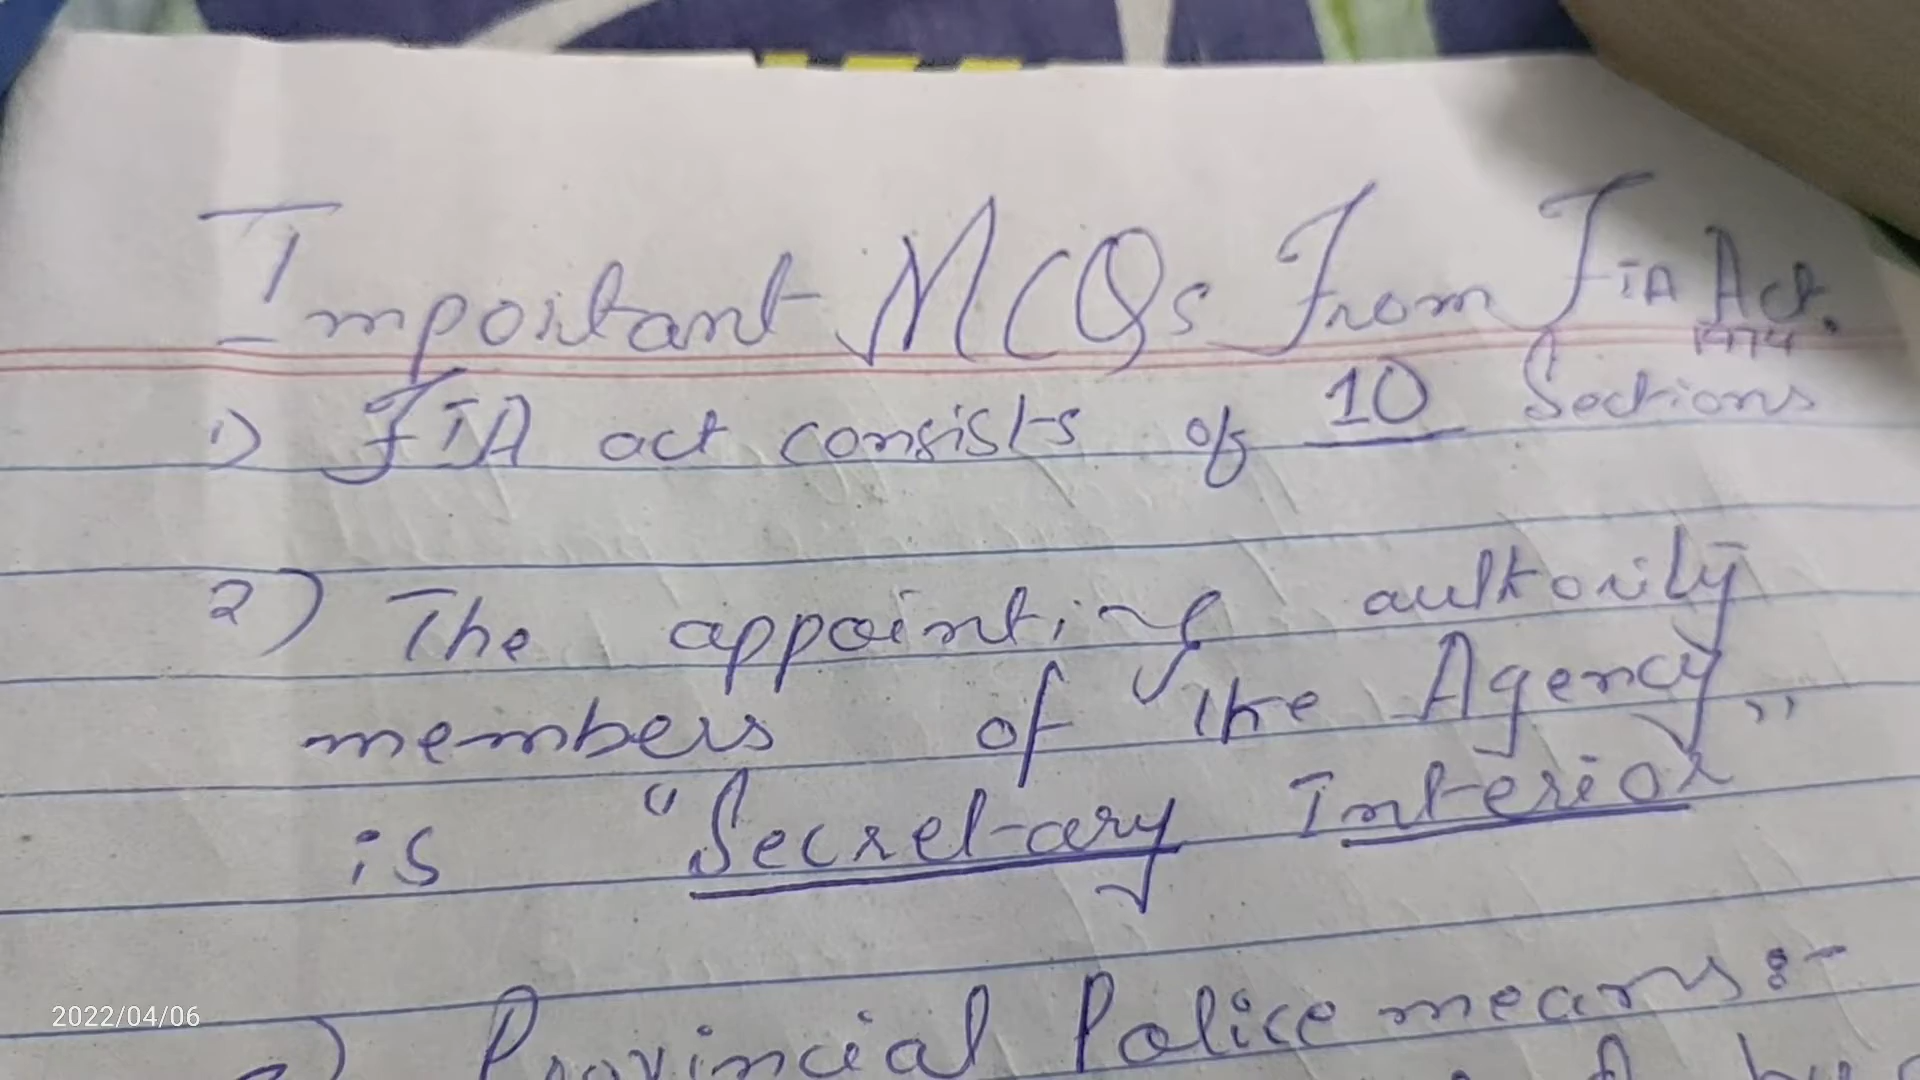 Important MCQs From FIA Act.
1974
1) FIA act consists of 10 Sections
2) The appointing authority
members of the Agency
is "Secretary Interior"
Provincial Police means:-
2022/04/06